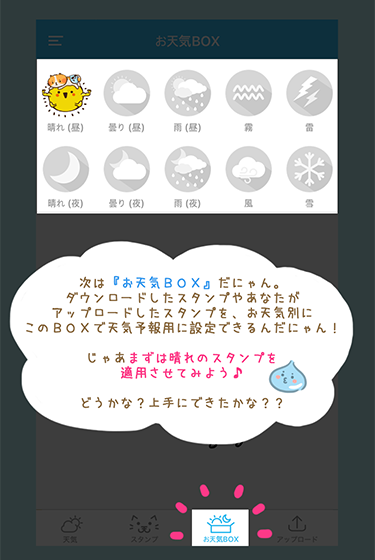 お天気BOX
晴れ (昼)
曇り (昼)
雨 (昼)
霧
雷
晴れ (夜)
曇り (夜)
雨 (夜)
風
雪
次は『お天気BOX』だにゃん。
ダウンロードしたスタンプやあなたが
アップロードしたスタンプを、お天気別に
このBOXで天気予報用に設定できるんだにゃん！
じゃあまずは晴れのスタンプを
適用させてみよう♪
どうかな？上手にできたかな？？
天気
スタンプ
お天気BOX
アップロード